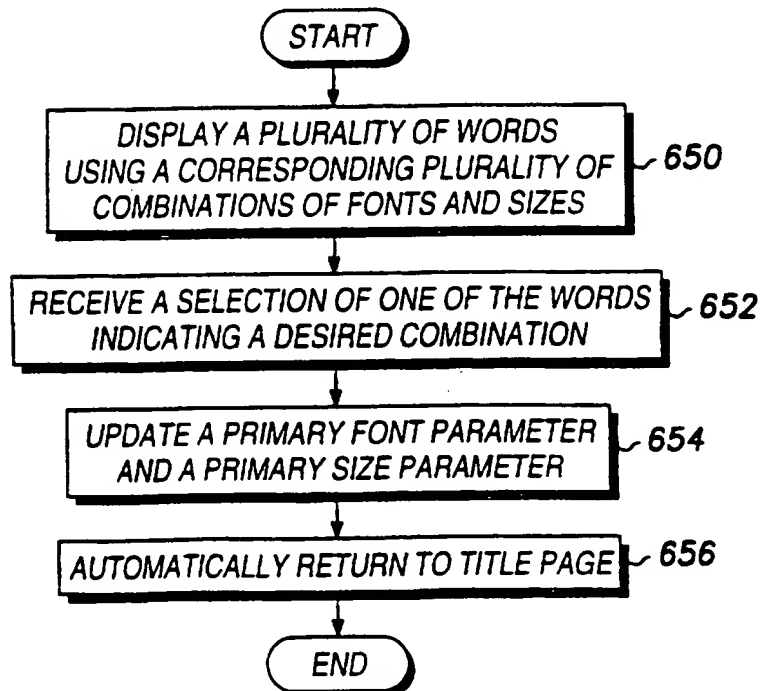 START
DISPLAY A PLURALITY OF WORDS
USING A CORRESPONDING PLURALITY OF
COMBINATIONS OF FONTS AND SIZES
650
RECEIVE A SELECTION OF ONE OF THE WORDS
INDICATING A DESIRED COMBINATION
652
UPDATE A PRIMARY FONT PARAMETER
AND A PRIMARY SIZE PARAMETER
654
AUTOMATICALLY RETURN TO TITLE PAGE
656
END